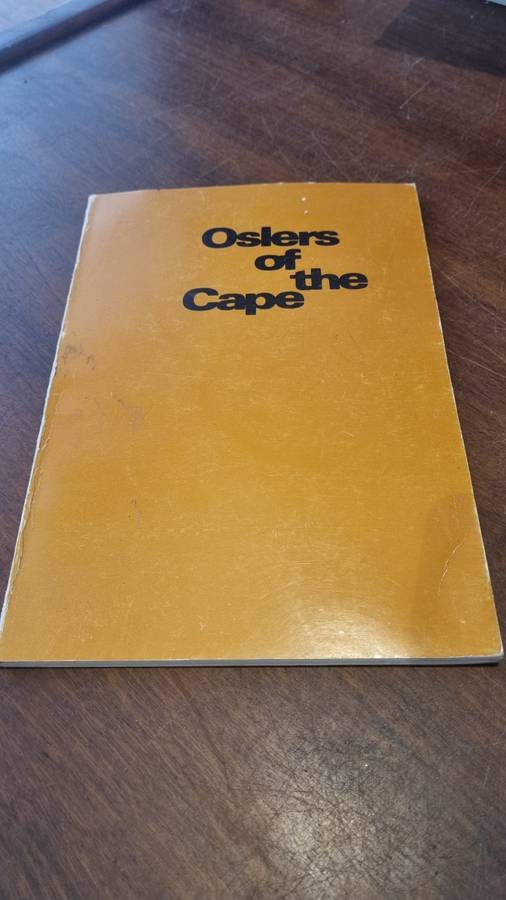 Oslers
of
the
Cape